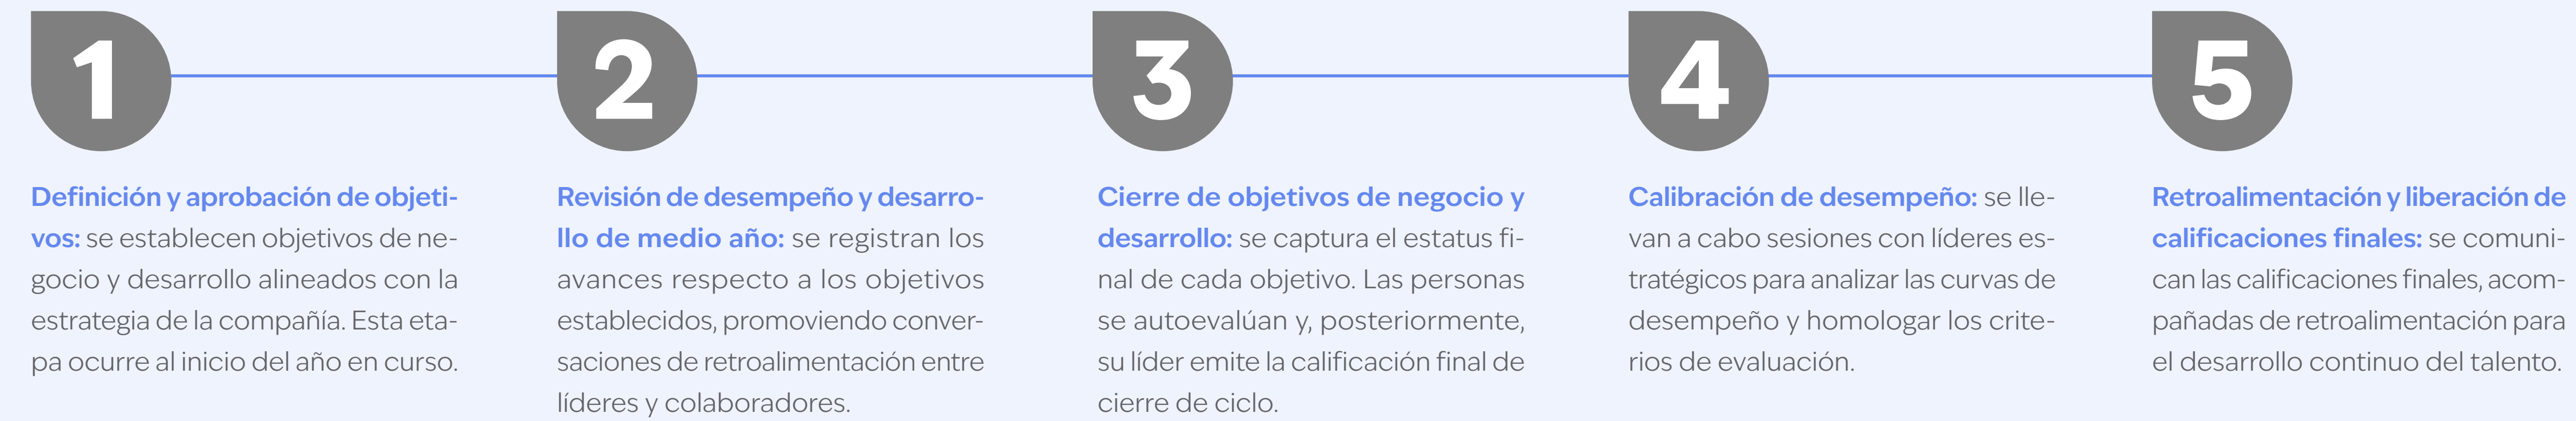 1
Definición y aprobación de objeti-
vos: se establecen objetivos de ne-
gocio y desarrollo alineados con la
estrategia de la compañía. Esta eta-
pa ocurre al inicio del año en curso.
2
Revisión de desempeño y desarro-
llo de medio año: se registran los
avances respecto a los objetivos
establecidos, promoviendo conver-
saciones de retroalimentación entre
líderes y colaboradores.
3
Cierre de objetivos de negocio y
desarrollo: se captura el estatus fi-
nal de cada objetivo. Las personas
se autoevalúan y, posteriormente,
su líder emite la calificación final de
cierre de ciclo.
4
Calibración de desempeño: se lle-
van a cabo sesiones con líderes es-
tratégicos para analizar las curvas de
desempeño y homologar los crite-
rios de evaluación.
5
Retroalimentación y liberación de
calificaciones finales: se comuni-
can las calificaciones finales, acom-
pañadas de retroalimentación para
el desarrollo continuo del talento.